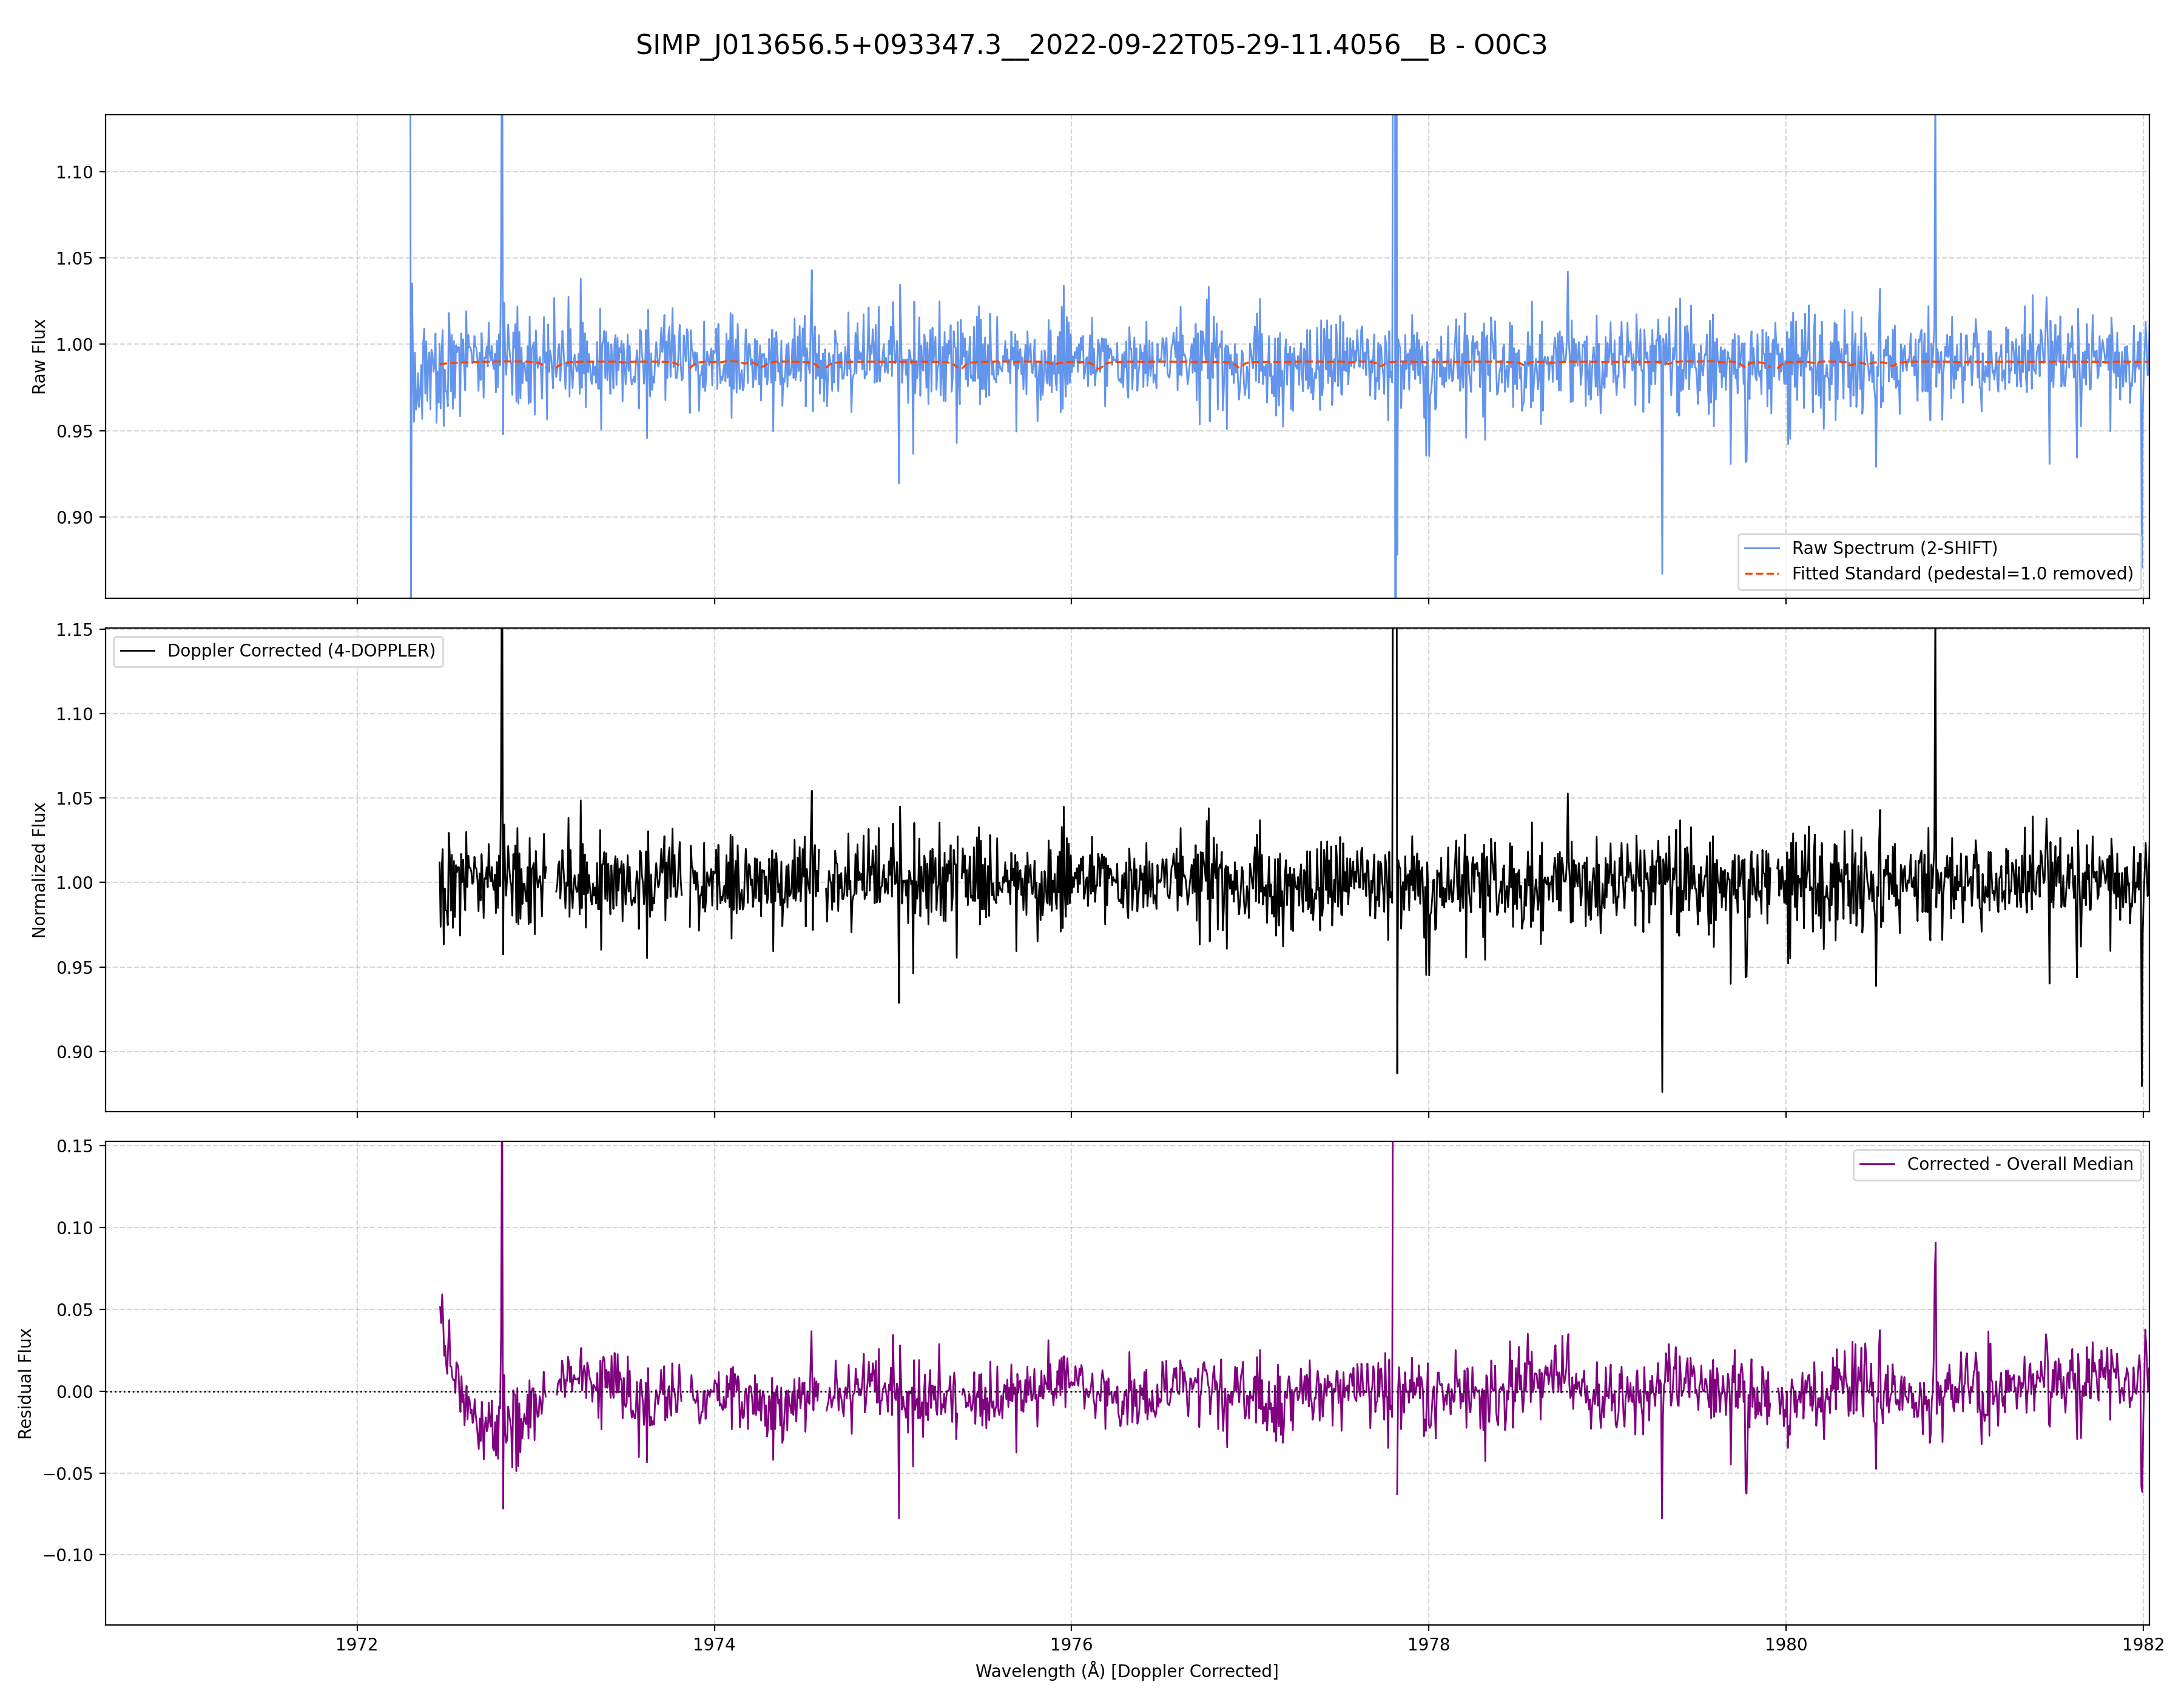 SIMP_J013656.5+093347.3__2022-09-22T05-29-11.4056__B - O0C3
Raw Flux
1.10
1.05
1.00
0.95
0.90
Raw Spectrum (2-SHIFT)
Fitted Standard (pedestal=1.0 removed)
Normalized Flux
1.15
1.10
1.05
1.00
0.95
0.90
Doppler Corrected (4-DOPPLER)
Residual Flux
0.15
0.10
0.05
0.00
−0.05
−0.10
Corrected - Overall Median
1972 1974 1976 1978 1980 1982
Wavelength (Å) [Doppler Corrected]